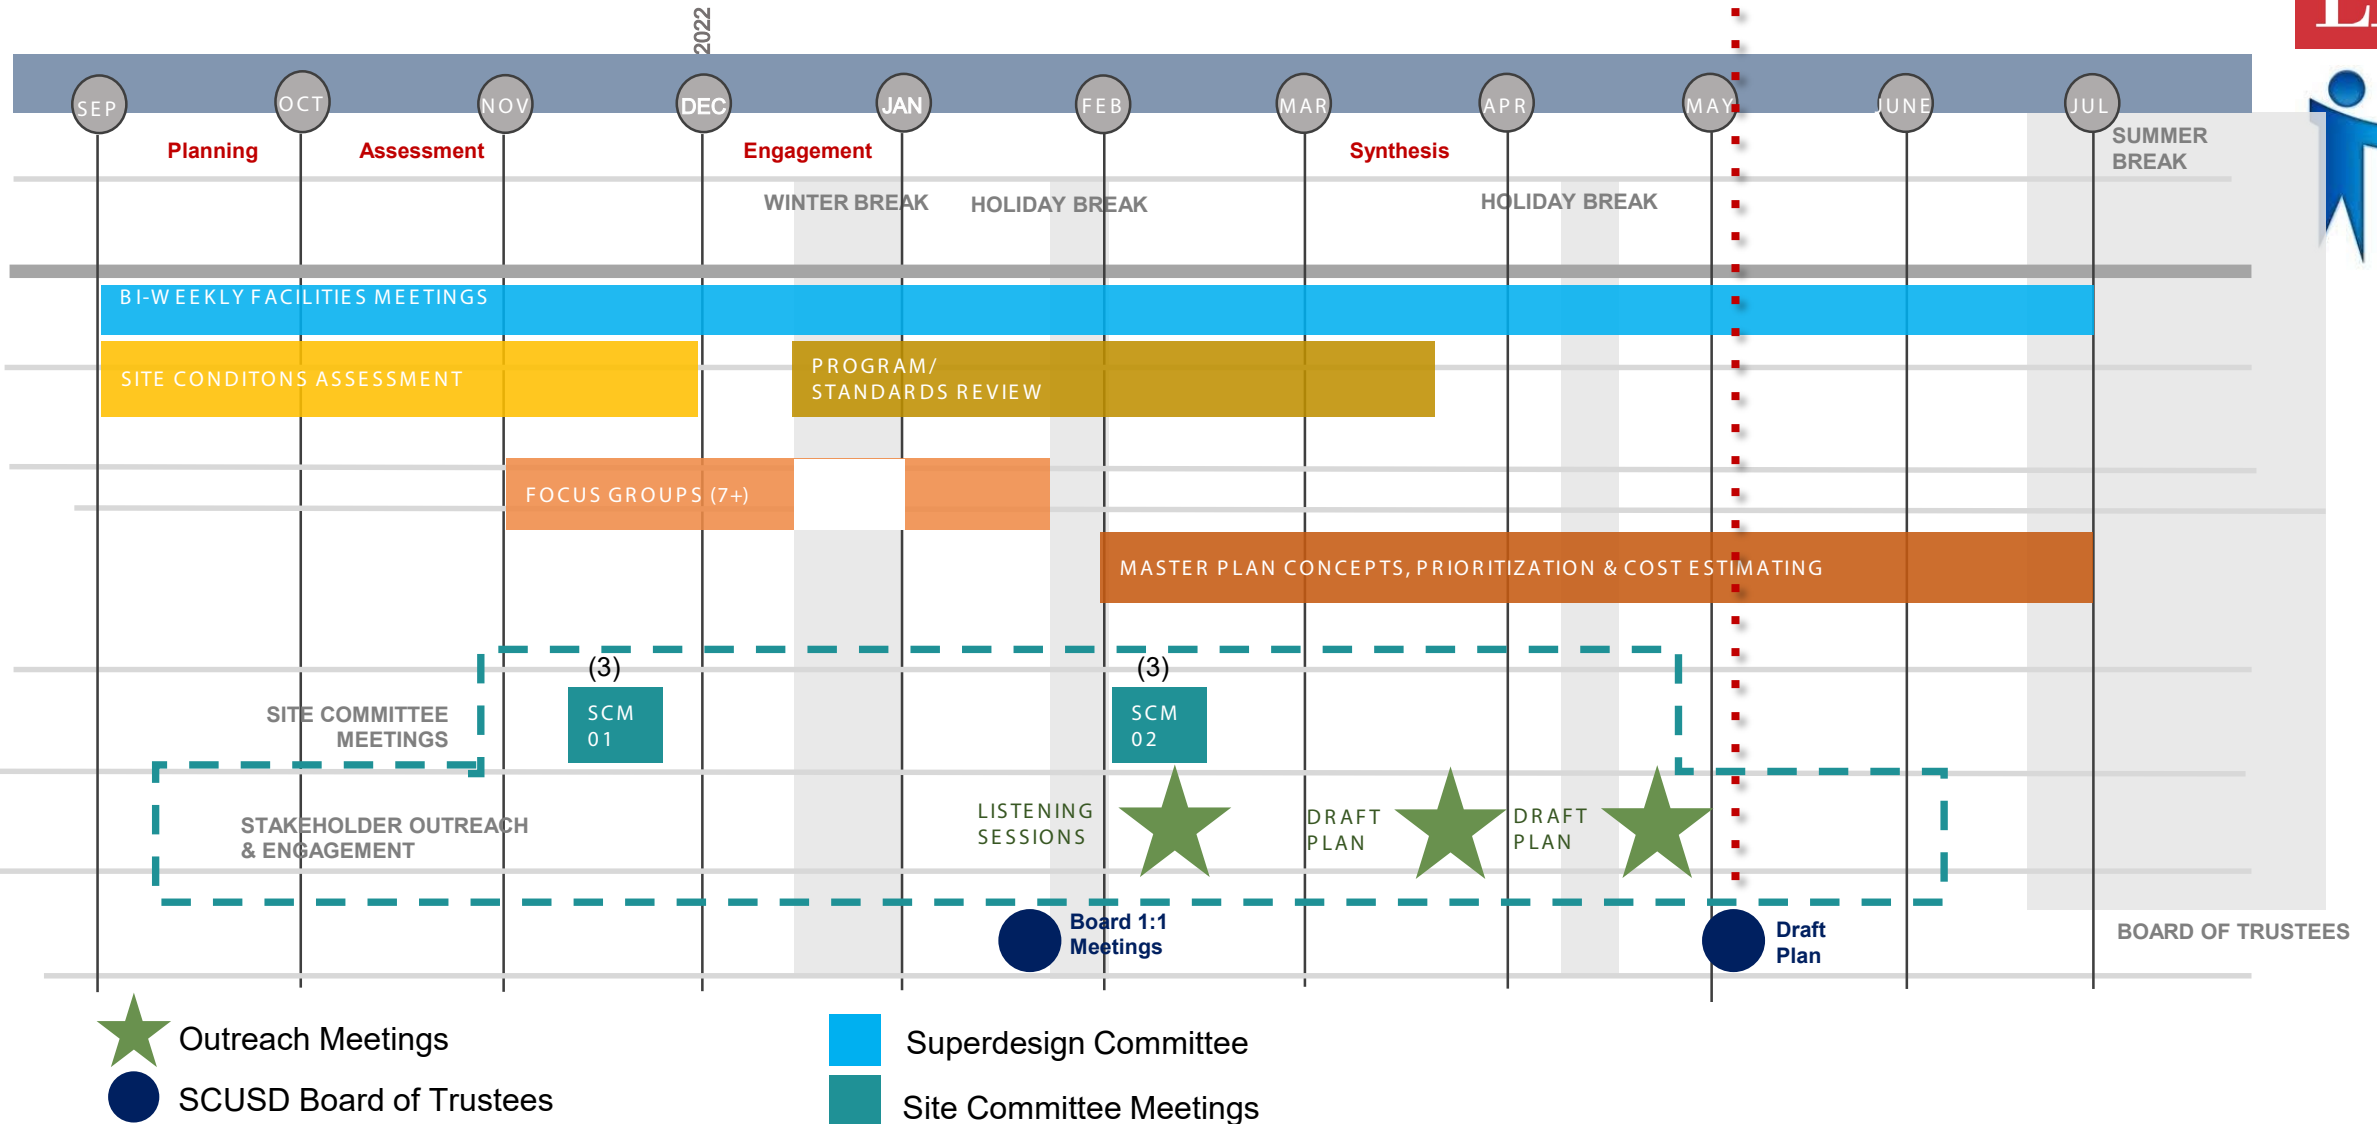 2022
SEP OCT NOV DEC JAN FEB MAR APR MAY JUNE JUL
Planning Assessment Engagement Synthesis
SUMMER
BREAK
WINTER BREAK HOLIDAY BREAK HOLIDAY BREAK
BI-WEEKLY FACILITIES MEETINGS
SITE CONDITONS ASSESSMENT
PROGRAM/
STANDARDS REVIEW
FOCUS GROUPS (7+)
MASTER PLAN CONCEPTS, PRIORITIZATION & COST ESTIMATING
(3) (3)
SITE COMMITTEE
MEETINGS
SCM
01
SCM
02
STAKEHOLDER OUTREACH
& ENGAGEMENT
LISTENING
SESSIONS
DRAFT
PLAN
DRAFT
PLAN
Board 1:1
Meetings
Draft
Plan
BOARD OF TRUSTEES
Outreach Meetings
Superdesign Committee
SCUSD Board of Trustees
Site Committee Meetings